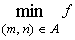 min f
(m, n) ∈ A